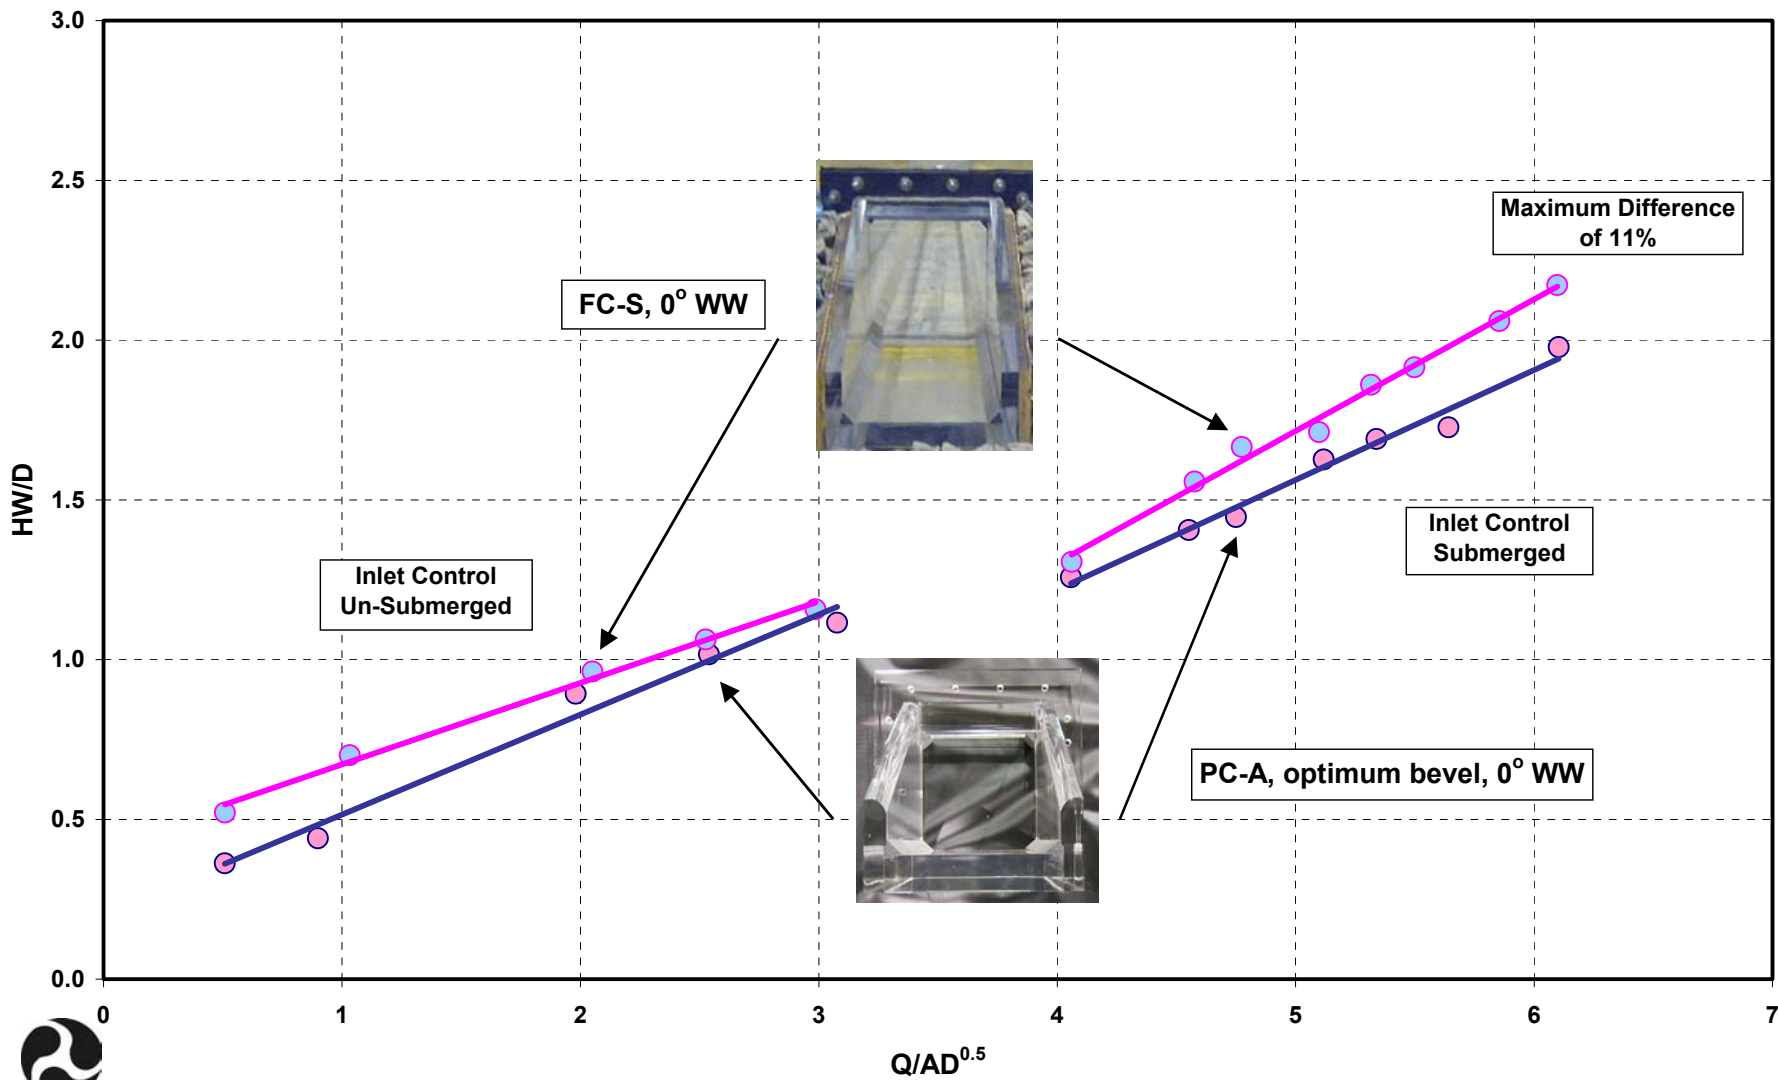 3.0
2.5
2.0
1.5
1.0
0.5
0.0
HW/D
0
1
2
3
4
5
6
7
Q/AD^0.5
Maximum Difference
of 11%
FC-S, 0° WW
Inlet Control
Un-Submerged
Inlet Control
Submerged
PC-A, optimum bevel, 0° WW